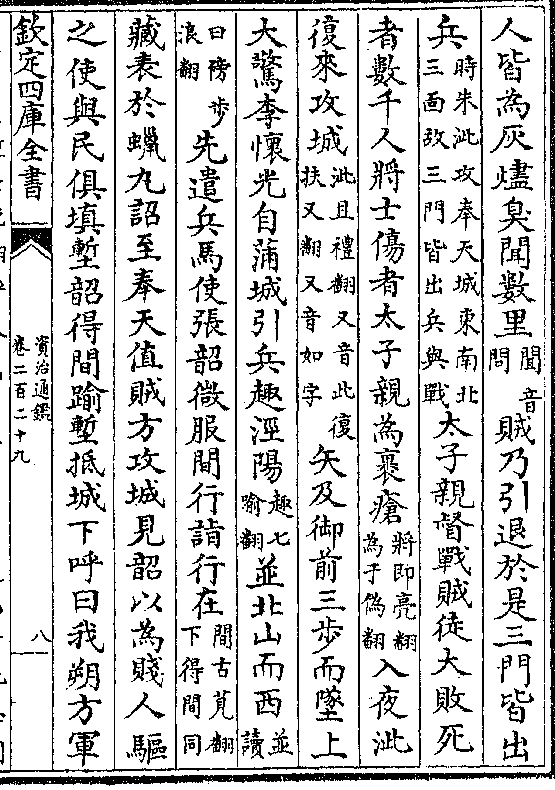 人皆為灰燼臭聞數里聞音問賊乃引退於是三門皆出
兵時朱泚攻奉天城東南北三面故三門皆出兵與戰太子親督戰賊徒大敗死
者數千人將士傷者太子親為裹瘡將即亮翻為于偽翻入夜泚
復來攻城泚且禮翻又音此復扶又翻又音如字矢及御前三步而墜上
大驚李懷光自蒲城引兵趣涇陽趣七喻翻並北山而西並讀
曰傍步浪翻先遣兵馬使張韶微服間行詣行在間古莧翻下得間同
藏表於蠟丸詔至奉天值賊方攻城見韶以為賤人驅
之使與民俱填塹韶得間踰塹抵城下呼曰我朔方軍
欽定四庫全書
資治通鑑
卷二百二十九
八